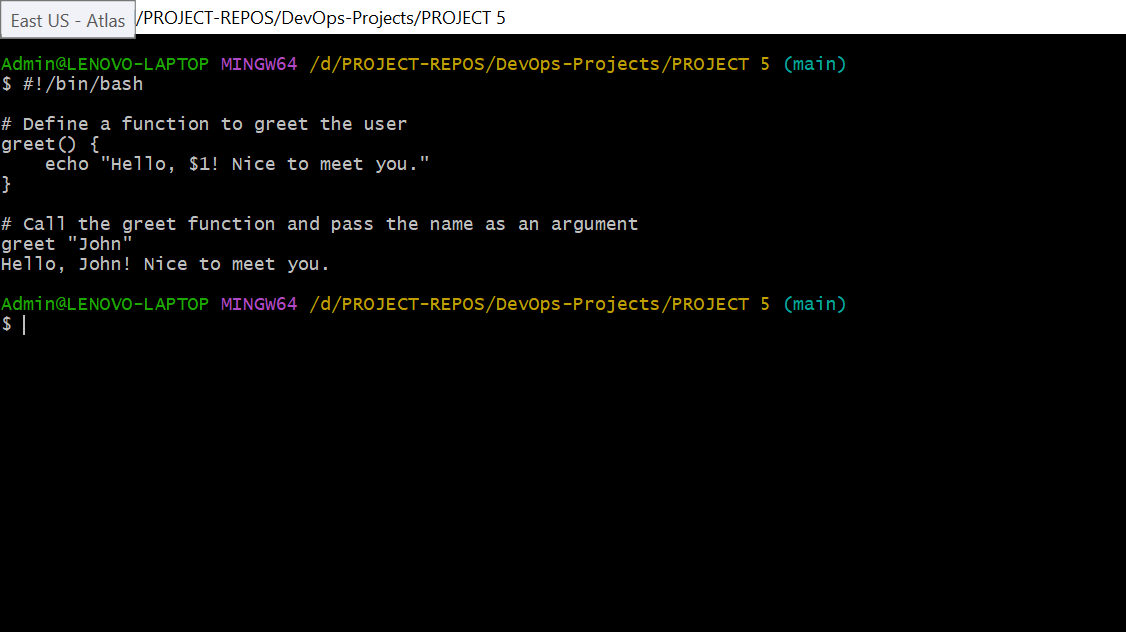 East US - Atlas /PROJECT-REPOS/DevOps-Projects/PROJECT 5
Admin@LENOVO-LAPTOP MINGW64 /d/PROJECT-REPOS/DevOps-Projects/PROJECT 5 (main)
$ #!/bin/bash
# Define a function to greet the user
greet() {
    echo "Hello, $1! Nice to meet you."
}
# Call the greet function and pass the name as an argument
greet "John"
Hello, John! Nice to meet you.
Admin@LENOVO-LAPTOP MINGW64 /d/PROJECT-REPOS/DevOps-Projects/PROJECT 5 (main)
$